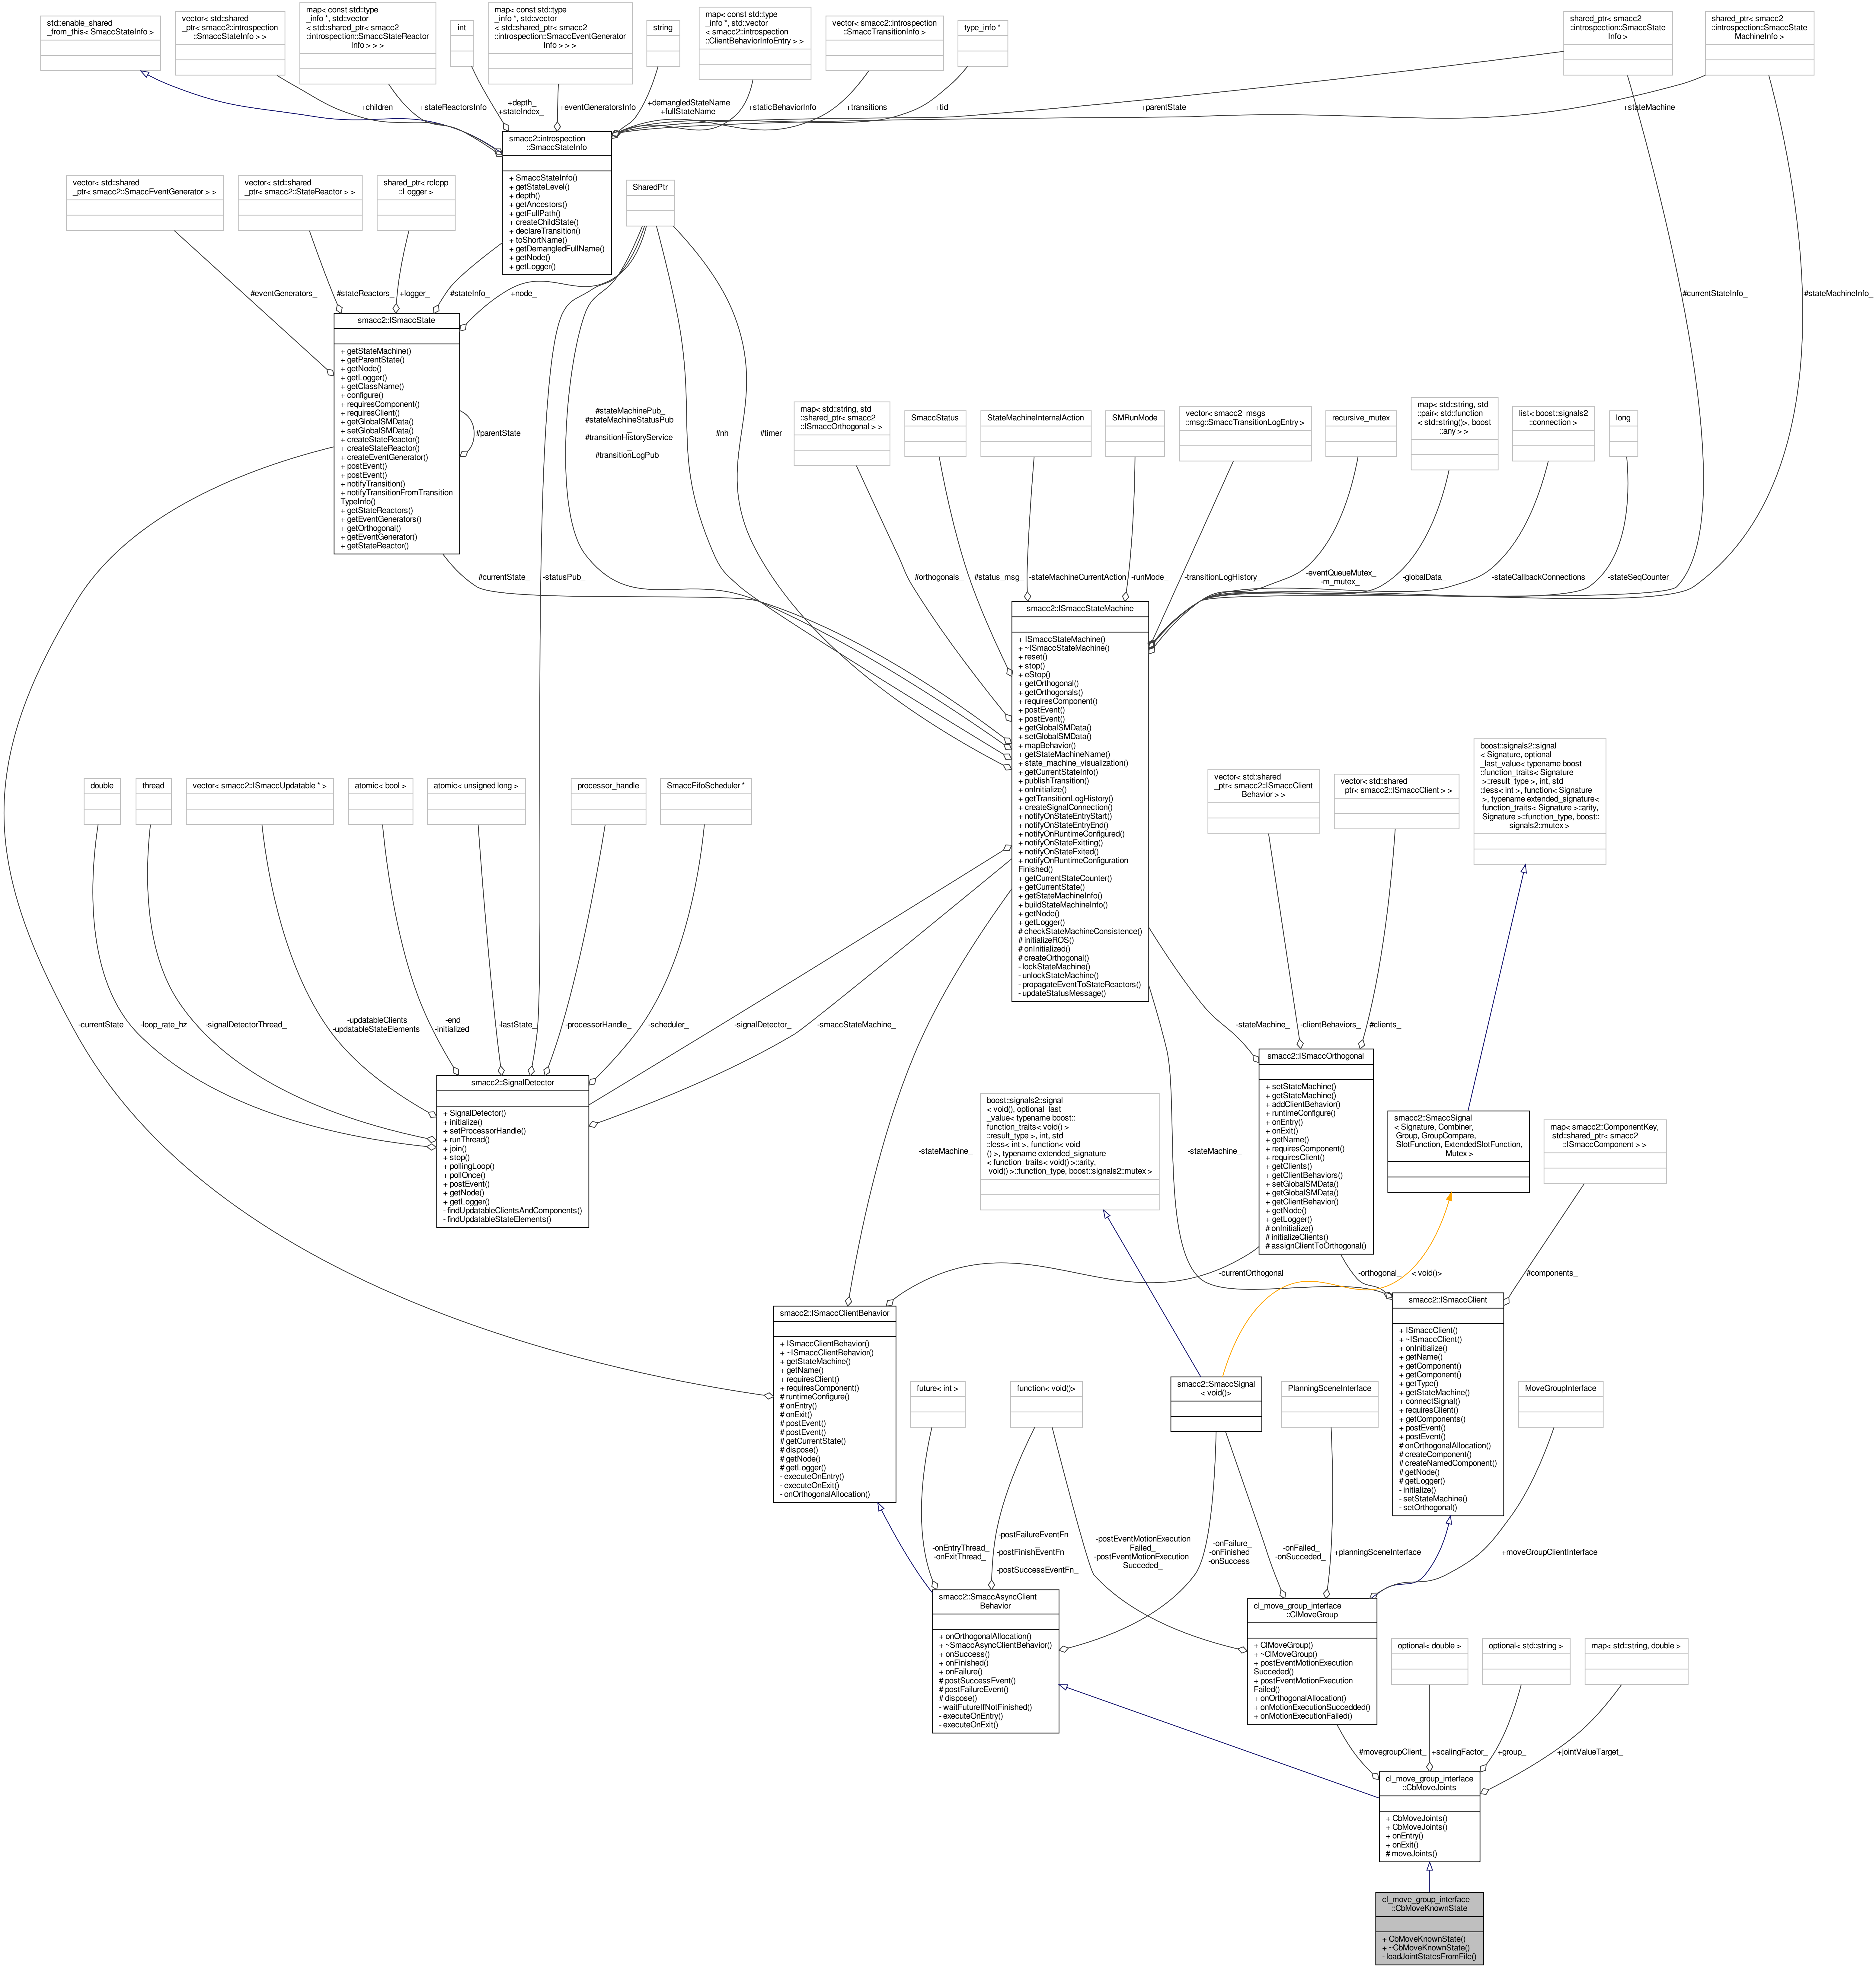 std::enable_shared
_from_this< SmaccStateInfo >
vector< std::shared
_ptr< smacc2::introspection
::SmaccStateInfo > >
map< const std::type
_info *, std::vector
< std::shared_ptr< smacc2
::introspection::SmaccStateReactor
Info > > >
int
map< const std::type
_info *, std::vector
< std::shared_ptr< smacc2
::introspection::SmaccEventGenerator
Info > > >
string
map< const std::type
_info *, std::vector
< smacc2::introspection
::ClientBehaviorInfoEntry > >
vector< smacc2::introspection
::SmaccTransitionInfo >
type_info *
shared_ptr< smacc2
::introspection::SmaccState
Info >
shared_ptr< smacc2
::introspection::SmaccState
MachineInfo >
+children_
+stateReactorsInfo
+depth_
+stateIndex_
+eventGeneratorsInfo
+demangledStateName
+fullStateName
+staticBehaviorInfo
+transitions_
+tid_
+parentState_
+stateMachine_
smacc2::introspection
::SmaccStateInfo
+ SmaccStateInfo()
+ getStateLevel()
+ depth()
+ getAncestors()
+ getFullPath()
+ createChildState()
+ declareTransition()
+ toShortName()
+ getDemangledFullName()
+ getNode()
+ getLogger()
vector< std::shared
_ptr< smacc2::SmaccEventGenerator > >
vector< std::shared
_ptr< smacc2::StateReactor > >
shared_ptr< rclcpp
::Logger >
SharedPtr
#eventGenerators_
#stateReactors_
+logger_
#stateInfo_
+node_
#currentStateInfo_
#stateMachineInfo_
smacc2::ISmaccState
+ getStateMachine()
+ getParentState()
+ getNode()
+ getLogger()
+ getClassName()
+ configure()
+ requiresComponent()
+ requiresClient()
+ getGlobalSMData()
+ setGlobalSMData()
+ createStateReactor()
+ createStateReactor()
+ createEventGenerator()
+ postEvent()
+ postEvent()
+ notifyTransition()
+ notifyTransitionFromTransition
TypeInfo()
+ getStateReactors()
+ getEventGenerators()
+ getOrthogonal()
+ getEventGenerator()
+ getStateReactor()
#parentState_
#stateMachinePub_
#stateMachineStatusPub
_
#transitionHistoryService
_
#transitionLogPub_
#nh_
#timer_
map< std::string, std
::shared_ptr< smacc2
::ISmaccOrthogonal > >
SmaccStatus
StateMachineInternalAction
SMRunMode
vector< smacc2_msgs
::msg::SmaccTransitionLogEntry >
recursive_mutex
map< std::string, std
::pair< std::function
< std::string()>, boost
::any > >
list< boost::signals2
::connection >
long
#currentState_
-statusPub_
#orthogonals_
#status_msg_
-stateMachineCurrentAction
-runMode_
-transitionLogHistory_
-eventQueueMutex_
-m_mutex_
-globalData_
-stateCallbackConnections
-stateSeqCounter_
smacc2::ISmaccStateMachine
+ ISmaccStateMachine()
+ ~ISmaccStateMachine()
+ reset()
+ stop()
+ eStop()
+ getOrthogonal()
+ getOrthogonals()
+ requiresComponent()
+ postEvent()
+ postEvent()
+ getGlobalSMData()
+ setGlobalSMData()
+ mapBehavior()
+ getStateMachineName()
+ state_machine_visualization()
+ getCurrentStateInfo()
+ publishTransition()
+ onInitialize()
+ getTransitionLogHistory()
+ createSignalConnection()
+ notifyOnStateEntryStart()
+ notifyOnStateEntryEnd()
+ notifyOnRuntimeConfigured()
+ notifyOnStateExitting()
+ notifyOnStateExited()
+ notifyOnRuntimeConfiguration
Finished()
+ getCurrentStateCounter()
+ getCurrentState()
+ getStateMachineInfo()
+ buildStateMachineInfo()
+ getNode()
+ getLogger()
# checkStateMachineConsistence()
# initializeROS()
# onInitialized()
# createOrthogonal()
- lockStateMachine()
- unlockStateMachine()
- propagateEventToStateReactors()
- updateStatusMessage()
double
thread
vector< smacc2::ISmaccUpdatable * >
atomic< bool >
atomic< unsigned long >
processor_handle
SmaccFifoScheduler *
vector< std::shared
_ptr< smacc2::ISmaccClient
Behavior > >
vector< std::shared
_ptr< smacc2::ISmaccClient > >
boost::signals2::signal
< Signature, optional
_last_value< typename boost
::function_traits< Signature
>::result_type >, int, std
::less< int >, function< Signature
>, typename extended_signature<
function_traits< Signature >::arity,
Signature >::function_type, boost::
signals2::mutex >
-currentState
-loop_rate_hz
-signalDetectorThread_
-updatableClients_
-updatableStateElements_
-end_
-initialized_
-lastState_
-processorHandle_
-scheduler_
-signalDetector_
-smaccStateMachine_
-stateMachine_
-clientBehaviors_
#clients_
smacc2::SignalDetector
+ SignalDetector()
+ initialize()
+ setProcessorHandle()
+ runThread()
+ join()
+ stop()
+ pollingLoop()
+ pollOnce()
+ postEvent()
+ getNode()
+ getLogger()
- findUpdatableClientsAndComponents()
- findUpdatableStateElements()
smacc2::ISmaccOrthogonal
+ setStateMachine()
+ getStateMachine()
+ addClientBehavior()
+ runtimeConfigure()
+ onEntry()
+ onExit()
+ getName()
+ requiresComponent()
+ requiresClient()
+ getClients()
+ getClientBehaviors()
+ setGlobalSMData()
+ getGlobalSMData()
+ getClientBehavior()
+ getNode()
+ getLogger()
# onInitialize()
# initializeClients()
# assignClientToOrthogonal()
boost::signals2::signal
< void(), optional_last
_value< typename boost::
function_traits< void() >
::result_type >, int, std
::less< int >, function< void
() >, typename extended_signature
< function_traits< void() >::arity,
void() >::function_type, boost::signals2::mutex >
smacc2::SmaccSignal
< Signature, Combiner,
Group, GroupCompare,
SlotFunction, ExtendedSlotFunction,
Mutex >
map< smacc2::ComponentKey,
std::shared_ptr< smacc2
::ISmaccComponent > >
-stateMachine_
-stateMachine_
-currentOrthogonal
-orthogonal_
< void()>
#components_
smacc2::ISmaccClientBehavior
+ ISmaccClientBehavior()
+ ~ISmaccClientBehavior()
+ getStateMachine()
+ getName()
+ requiresClient()
+ requiresComponent()
# runtimeConfigure()
# onEntry()
# onExit()
# postEvent()
# postEvent()
# getCurrentState()
# dispose()
# getNode()
# getLogger()
- executeOnEntry()
- executeOnExit()
- onOrthogonalAllocation()
smacc2::ISmaccClient
+ ISmaccClient()
+ ~ISmaccClient()
+ onInitialize()
+ getName()
+ getComponent()
+ getComponent()
+ getType()
+ getStateMachine()
+ connectSignal()
+ requiresClient()
+ getComponents()
+ postEvent()
+ postEvent()
# onOrthogonalAllocation()
# createComponent()
# createNamedComponent()
# getNode()
# getLogger()
- initialize()
- setStateMachine()
- setOrthogonal()
future< int >
function< void()>
smacc2::SmaccSignal
< void()>
PlanningSceneInterface
MoveGroupInterface
-onEntryThread_
-onExitThread_
-postFailureEventFn
_
-postFinishEventFn
_
-postSuccessEventFn_
-postEventMotionExecution
Failed_
-postEventMotionExecution
Succeded_
-onFailure_
-onFinished_
-onSuccess_
-onFailed_
-onSucceded_
+planningSceneInterface
+moveGroupClientInterface
smacc2::SmaccAsyncClient
Behavior
+ onOrthogonalAllocation()
+ ~SmaccAsyncClientBehavior()
+ onSuccess()
+ onFinished()
+ onFailure()
# postSuccessEvent()
# postFailureEvent()
# dispose()
- waitFutureIfNotFinished()
- executeOnEntry()
- executeOnExit()
cl_move_group_interface
::ClMoveGroup
+ ClMoveGroup()
+ ~ClMoveGroup()
+ postEventMotionExecution
Succeded()
+ postEventMotionExecution
Failed()
+ onOrthogonalAllocation()
+ onMotionExecutionSuccedded()
+ onMotionExecutionFailed()
optional< double >
optional< std::string >
map< std::string, double >
#movegroupClient_
+scalingFactor_
+group_
+jointValueTarget_
cl_move_group_interface
::CbMoveJoints
+ CbMoveJoints()
+ CbMoveJoints()
+ onEntry()
+ onExit()
# moveJoints()
cl_move_group_interface
::CbMoveKnownState
+ CbMoveKnownState()
+ ~CbMoveKnownState()
- loadJointStatesFromFile()